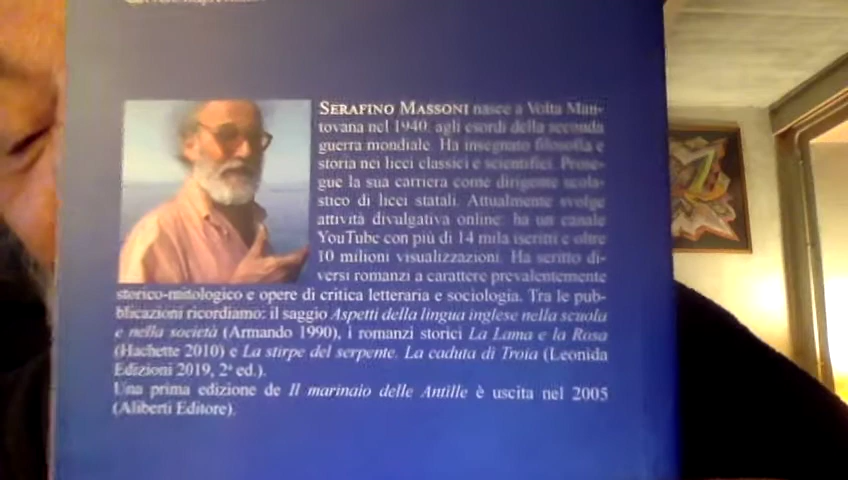 SERAFINO MASSONI nasce a Volta Man-
tovana nel 1940, agli esordi della seconda
guerra mondiale. Ha insegnato filosofia e
storia nei licei classici e scientifici. Prose-
gue la sua carriera come dirigente scola-
stico di licei statali. Attualmente svolge
attività divulgativa online: ha un canale
YouTube con più di 14 mila iscritti e oltre
10 milioni visualizzazioni. Ha scritto di-
versi romanzi a carattere prevalentemente
storico-mitologico e opere di critica letteraria e sociologia. Tra le pub-
blicazioni ricordiamo: il saggio Aspetti della lingua inglese nella scuola
e nella società (Armando 1990), i romanzi storici La Lama e la Rosa
(Hachette 2010) e La stirpe del serpente. La caduta di Troia (Leonida
Edizioni 2019, 2ª ed.).
Una prima edizione de Il marinaio delle Antille è uscita nel 2005
(Aliberti Editore).